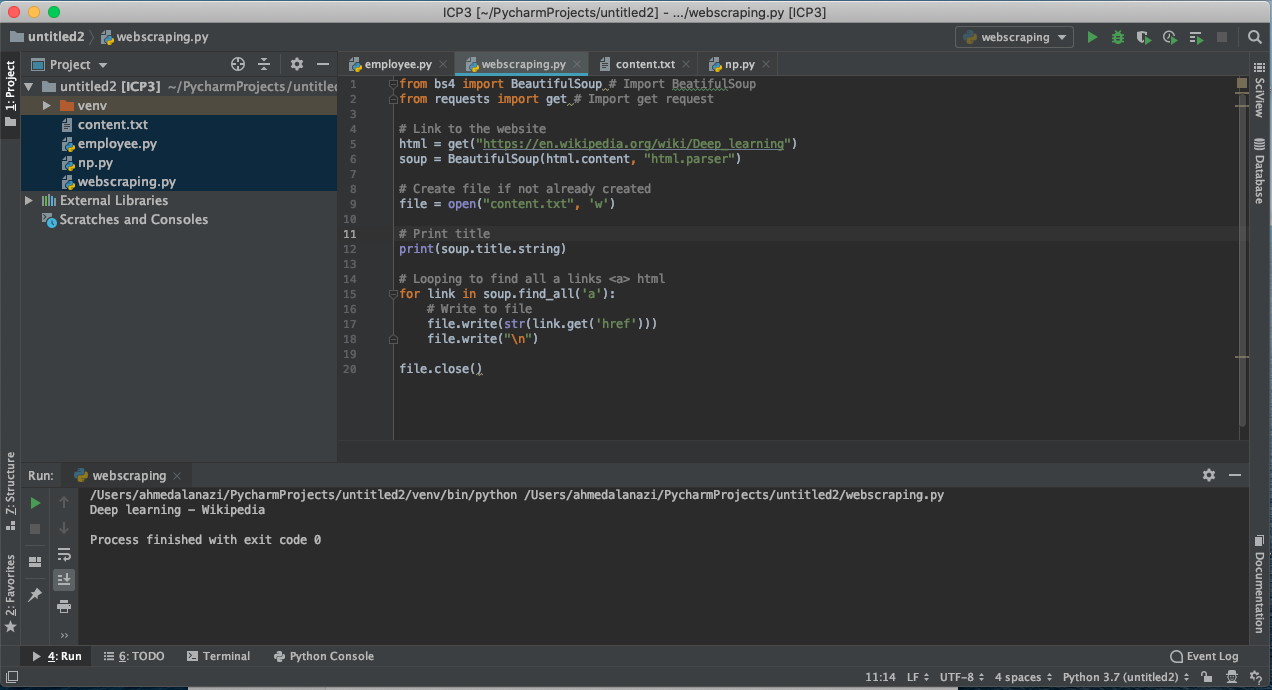 ICP3 [~/PycharmProjects/untitled2] - .../webscraping.py [ICP3]
untitled2 webscraping.py
webscraping
1: Project
Project
employee.py webscraping.py content.txt np.py
untitled2 [ICP3] ~/PycharmProjects/untitled
venv
content.txt
employee.py
np.py
webscraping.py
External Libraries
Scratches and Consoles
1 from bs4 import BeautifulSoup # Import BeatifulSoup
2 from requests import get # Import get request
3
4 # Link to the website
5 html = get("https://en.wikipedia.org/wiki/Deep_learning")
6 soup = BeautifulSoup(html.content, "html.parser")
7
8 # Create file if not already created
9 file = open("content.txt", 'w')
10
11 # Print title
12 print(soup.title.string)
13
14 # Looping to find all a links <a> html
15 for link in soup.find_all('a'):
16 # Write to file
17 file.write(str(link.get('href')))
18 file.write("\n")
19
20 file.close()
SciView
Database
Documentation
Z: Structure
2: Favorites
Run: webscraping
/Users/ahmedalanazi/PycharmProjects/untitled2/venv/bin/python /Users/ahmedalanazi/PycharmProjects/untitled2/webscraping.py
Deep learning - Wikipedia
Process finished with exit code 0
»
4: Run 6: TODO Terminal Python Console Event Log
11:14 LF UTF-8 4 spaces Python 3.7 (untitled2)